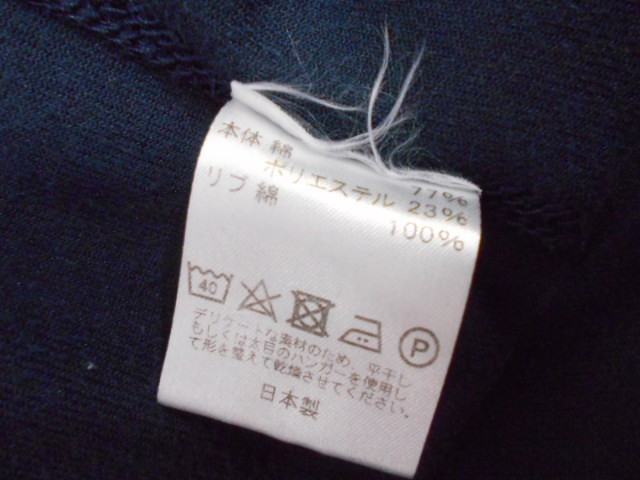 本体 綿 77%
ポリエステル 23%
リブ 綿 100%
40 P
デリケートな素材のため、平干し
もしくは太目のハンガーを使用し
て形を整えて乾燥させてください。
日本製